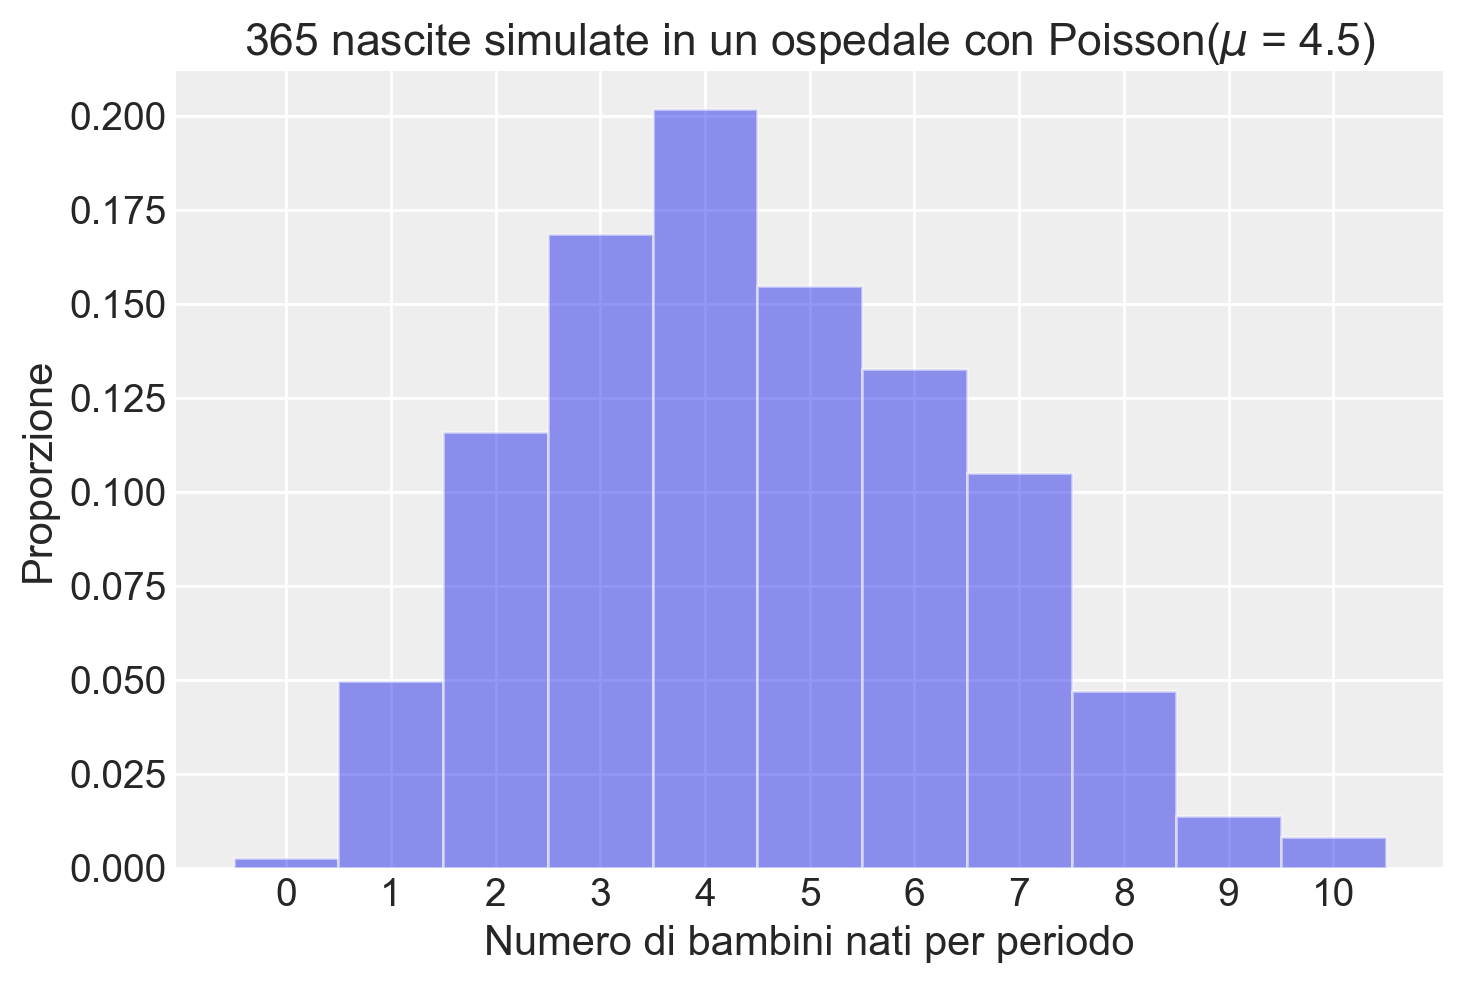 365 nascite simulate in un ospedale con Poisson(μ = 4.5)
0.200
0.175
0.150
0.125
0.100
0.075
0.050
0.025
0.000
Proporzione
0 1 2 3 4 5 6 7 8 9 10
Numero di bambini nati per periodo